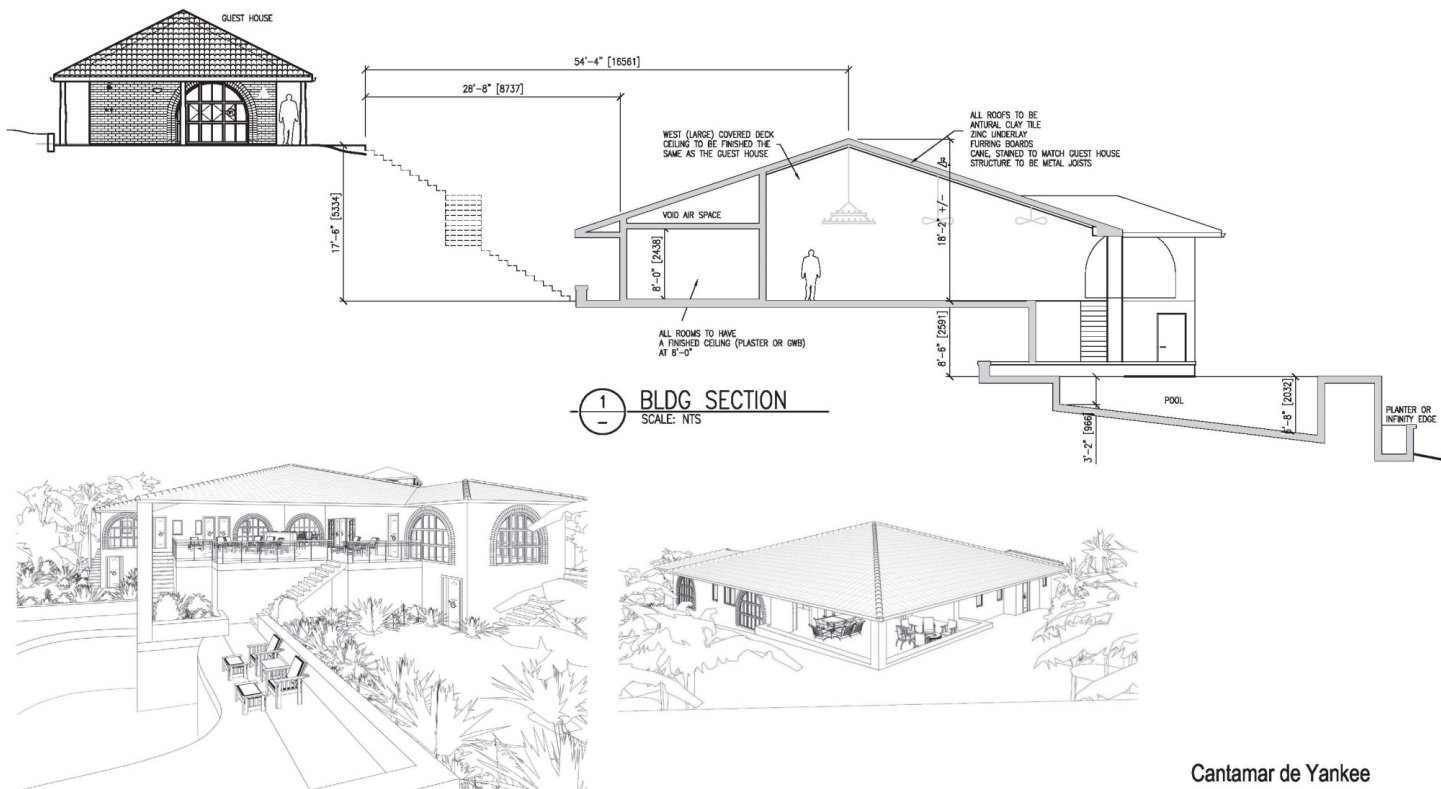 GUEST HOUSE
54'-4" [16561]
28'-8" [8737]
17'-6" [5334]
WEST (LARGE) COVERED DECK
CEILING TO BE FINISHED THE
SAME AS THE GUEST HOUSE
ALL ROOFS TO BE
ANTURAL CLAY TILE
ZINC UNDERLAY
FURRING BOARDS
CANE, STAINED TO MATCH GUEST HOUSE
STRUCTURE TO BE METAL JOISTS
VOID AIR SPACE
8'-0" [2438]
18'-2" +/-
ALL ROOMS TO HAVE
A FINISHED CEILING (PLASTER OR GWB)
AT 8'-0"
8'-6" [2591]
POOL
3'-2" [966]
6'-8" [2032]
PLANTER OR
INFINITY EDGE
1
BLDG SECTION
SCALE: NTS
Cantamar de Yankee